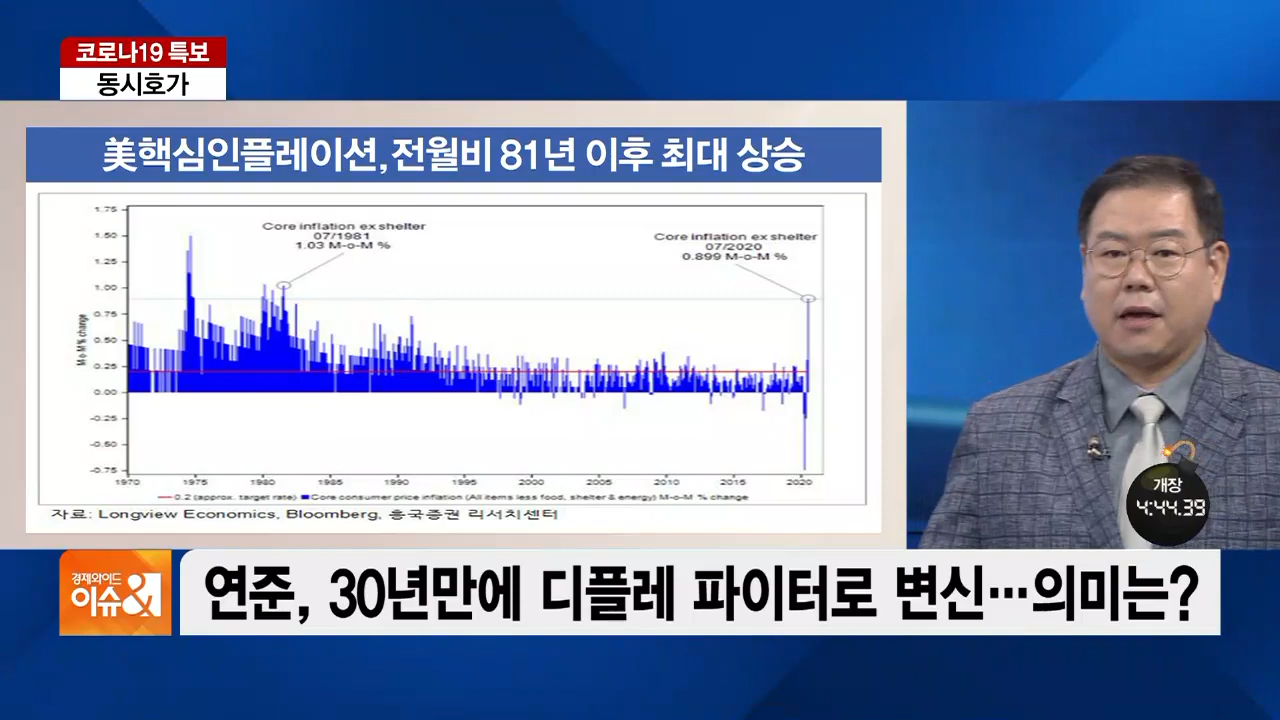 코로나19 특보
동시호가
美핵심인플레이션, 전월비 81년 이후 최대 상승
1.75
1.50
1.25
1.00
0.75
0.50
0.25
0.00
-0.25
-0.50
-0.75
M-o-M % change
Core inflation ex shelter
07/1981
1.03 M-o-M %
Core inflation ex shelter
07/2020
0.899 M-o-M %
1970 1975 1980 1985 1990 1995 2000 2005 2010 2015 2020
0.2 (approx. target rate) Core consumer price inflation (All items less food, shelter & energy) M-o-M % change
자료: Longview Economics, Bloomberg, 흥국증권 리서치센터
개장
4:44.39
경제와이드
이슈&
연준, 30년만에 디플레 파이터로 변신…의미는?